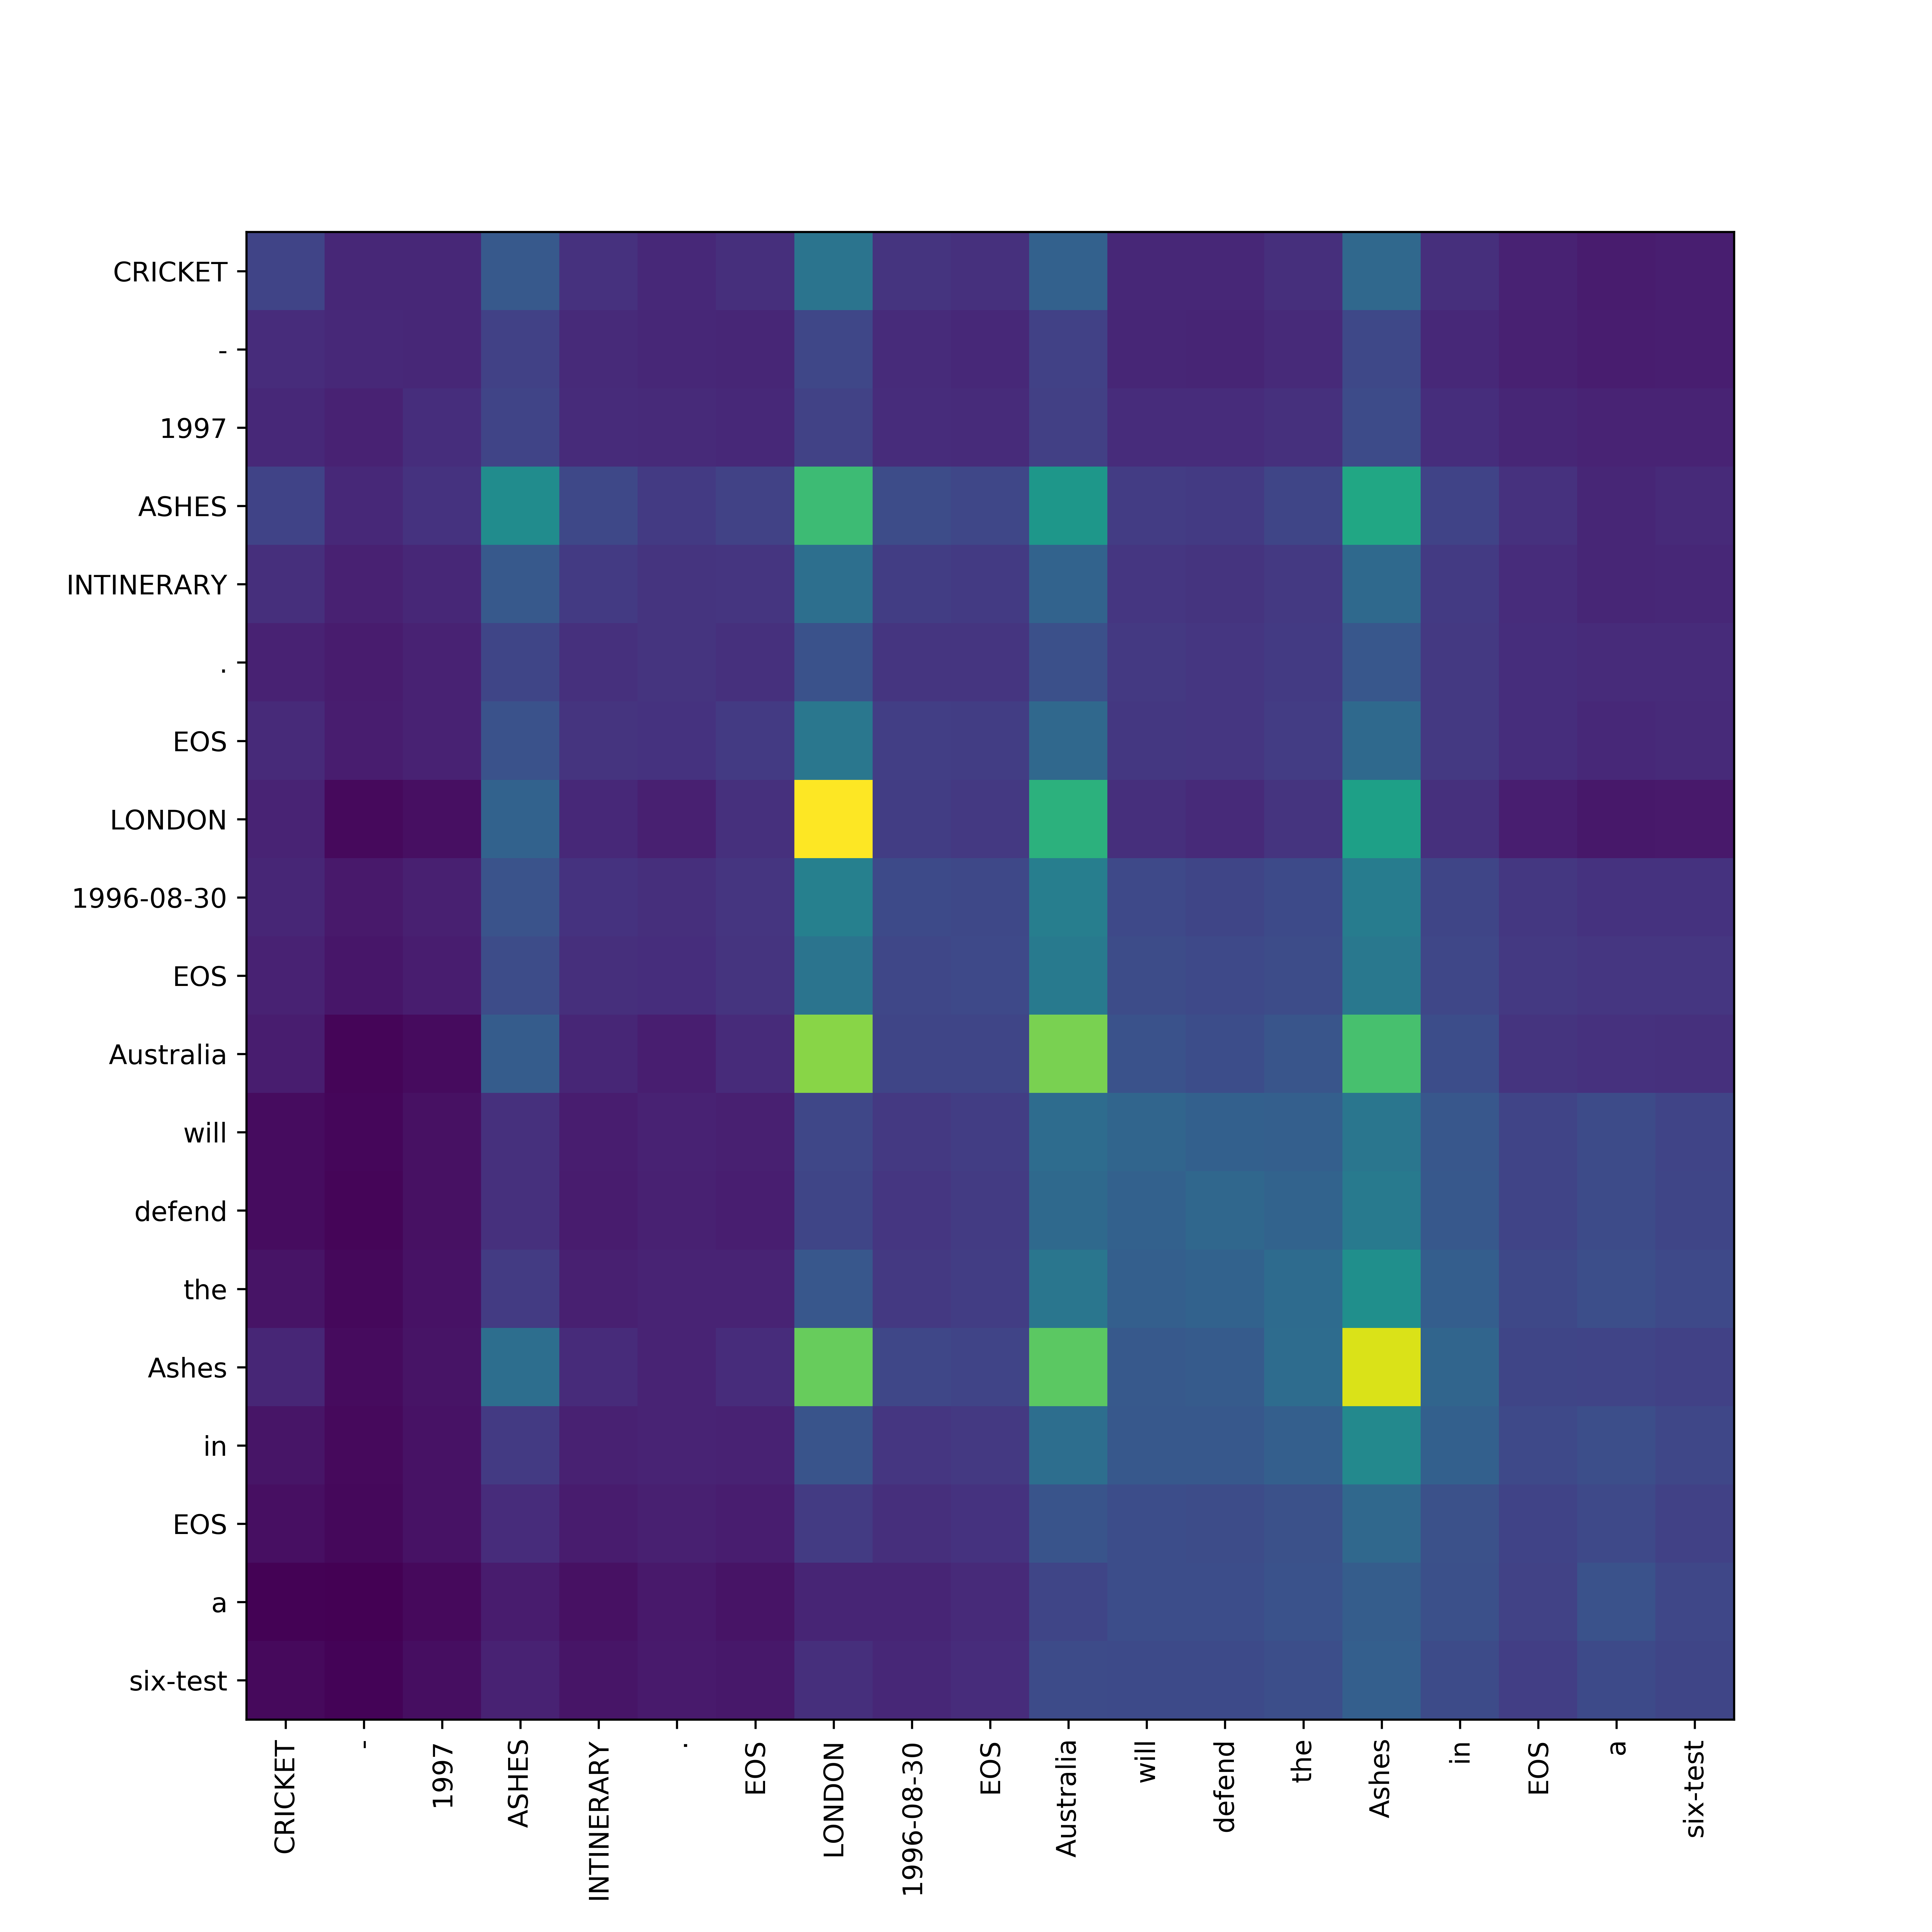 CRICKET
-
1997
ASHES
INTINERARY
.
EOS
LONDON
1996-08-30
EOS
Australia
will
defend
the
Ashes
in
EOS
a
six-test
CRICKET
-
1997
ASHES
INTINERARY
.
EOS
LONDON
1996-08-30
EOS
Australia
will
defend
the
Ashes
in
EOS
a
six-test